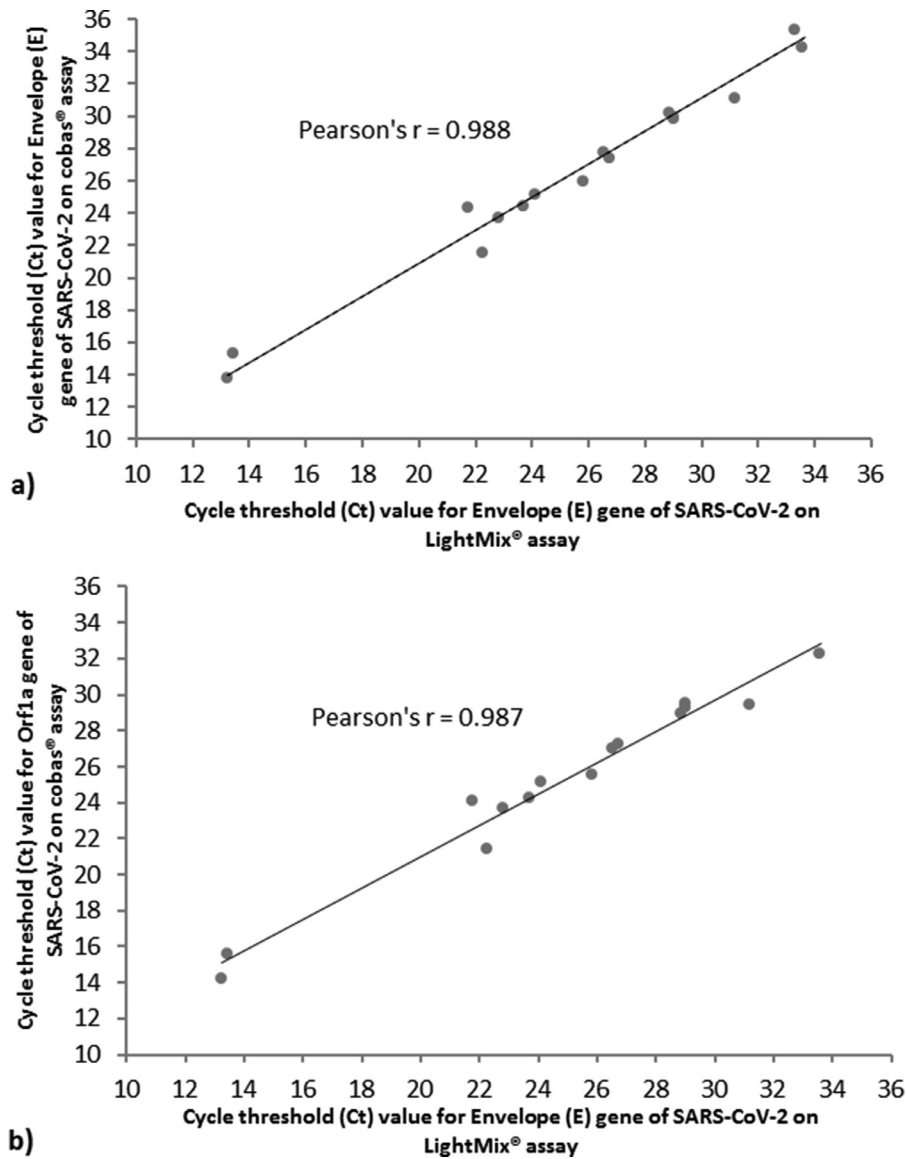 36
34
32
30
28
26
24
22
20
18
16
14
12
10
Cycle threshold (Ct) value for Envelope (E)
gene of SARS-CoV-2 on cobas® assay
Pearson's r = 0.988
10 12 14 16 18 20 22 24 26 28 30 32 34 36
a)
Cycle threshold (Ct) value for Envelope (E) gene of SARS-CoV-2 on
LightMix® assay
36
34
32
30
28
26
24
22
20
18
16
14
12
10
Cycle threshold (Ct) value for Orf1a gene of
SARS-CoV-2 on cobas® assay
Pearson's r = 0.987
10 12 14 16 18 20 22 24 26 28 30 32 34 36
Cycle threshold (Ct) value for Envelope (E) gene of SARS-CoV-2 on
LightMix® assay
b)